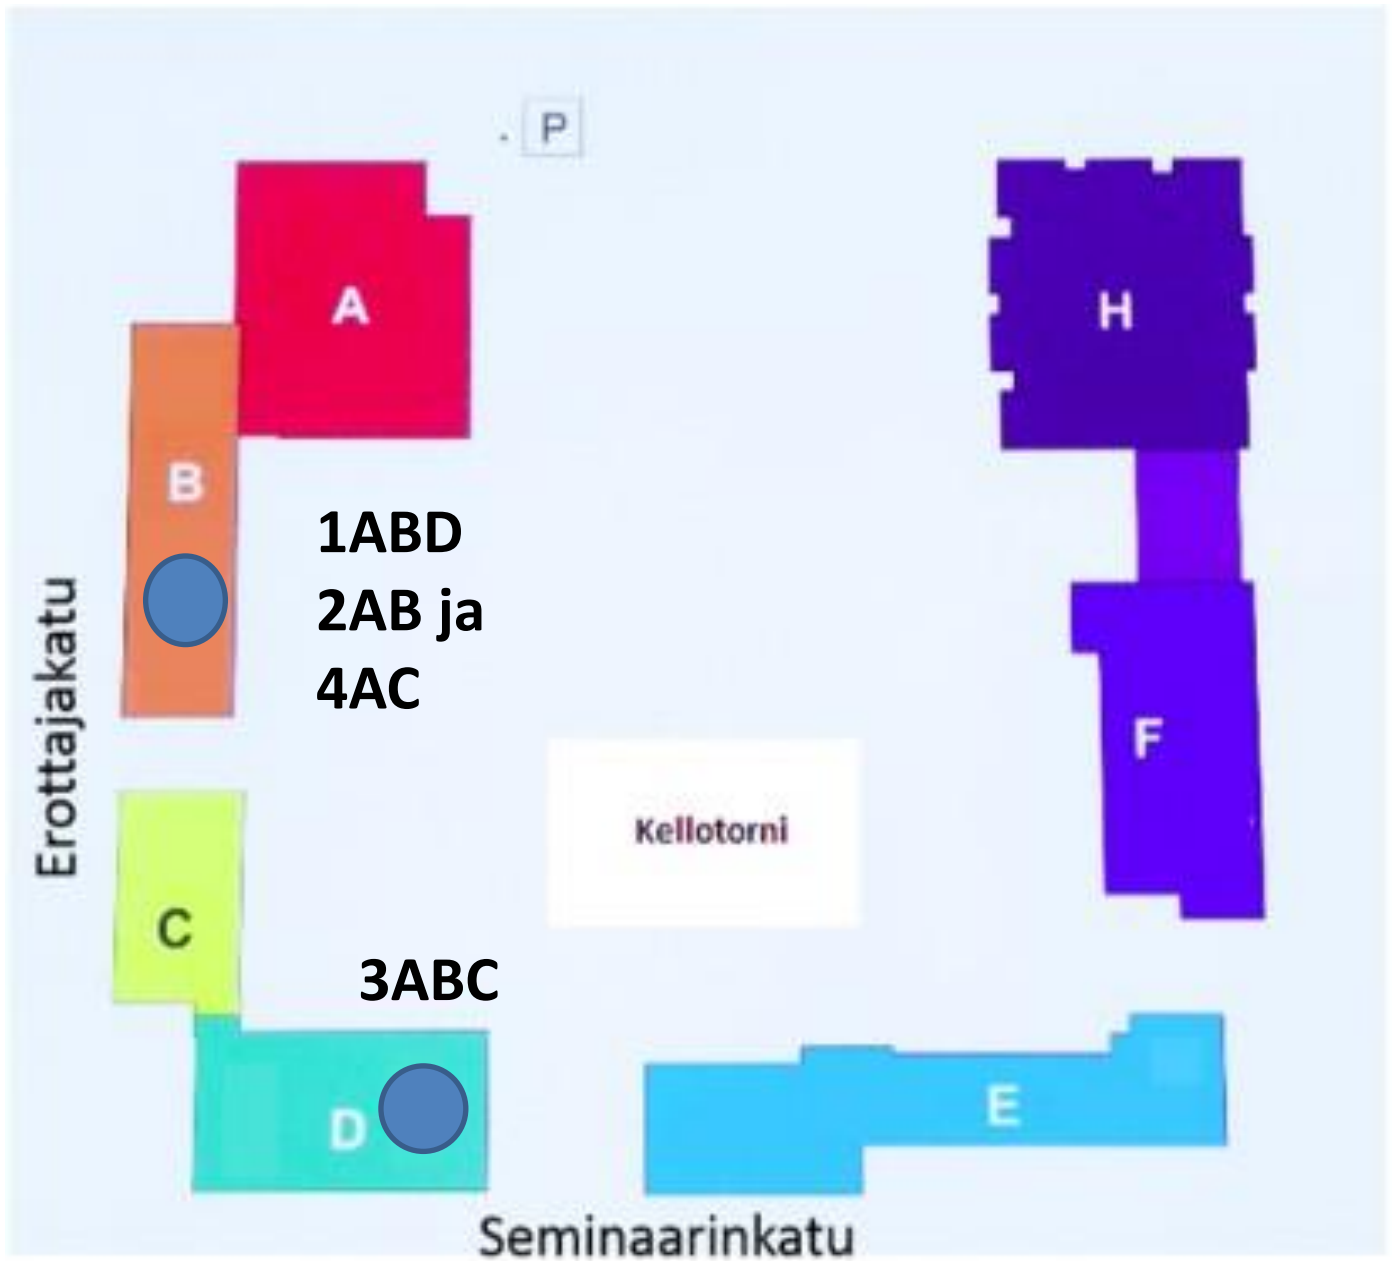 P
A
H
B
1ABD
2AB ja
4AC
Erottajakatu
F
Kellotorni
C
3ABC
D
E
Seminaarinkatu